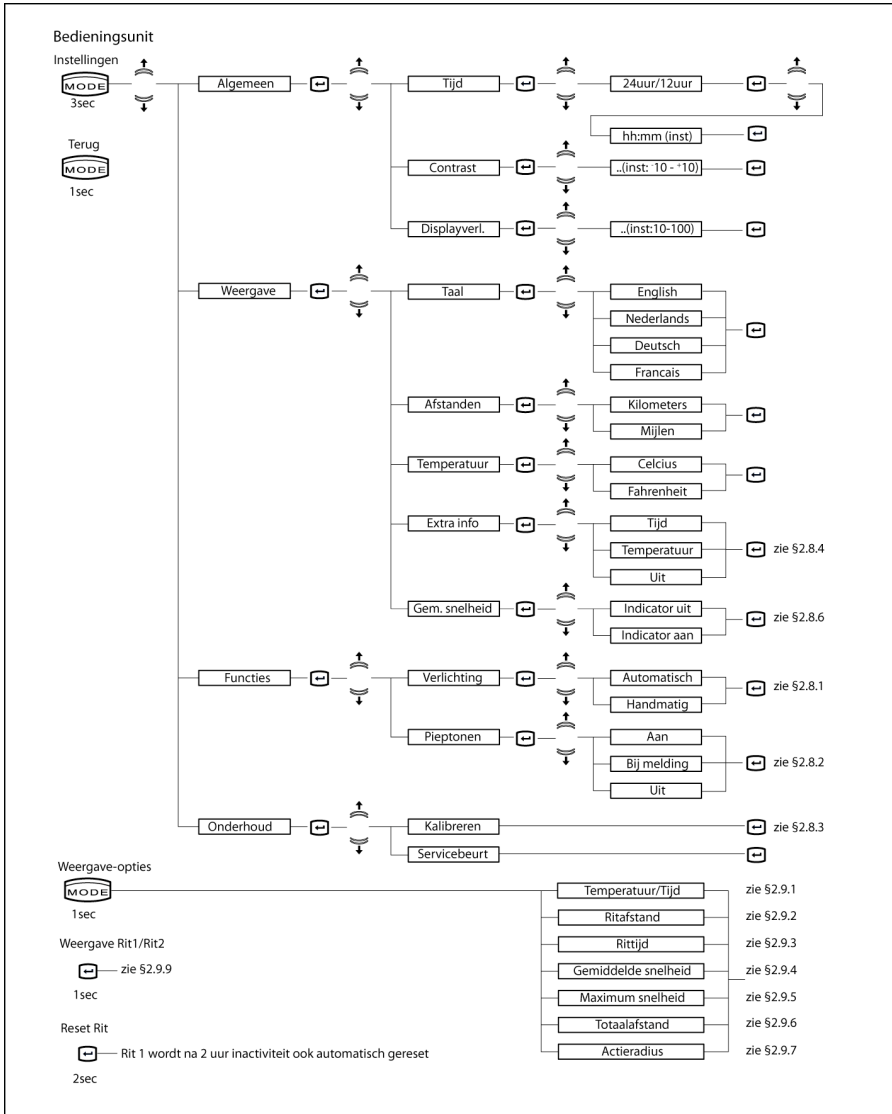 Bedieningsunit
Instellingen
MODE
3sec
Terug
MODE
1sec
Algemeen
Tijd
24uur/12uur
hh:mm (inst)
Contrast
..(inst: -10 - +10)
Displayverl.
..(inst:10-100)
Weergave
Taal
English
Nederlands
Deutsch
Francais
Afstanden
Kilometers
Mijlen
Temperatuur
Celcius
Fahrenheit
Extra info
Tijd
Temperatuur
Uit
zie §2.8.4
Gem. snelheid
Indicator uit
Indicator aan
zie §2.8.6
Functies
Verlichting
Automatisch
Handmatig
zie §2.8.1
Pieptonen
Aan
Bij melding
Uit
zie §2.8.2
Onderhoud
Kalibreren
zie §2.8.3
Servicebeurt
Weergave-opties
MODE
1sec
Temperatuur/Tijd zie §2.9.1
Ritafstand zie §2.9.2
Rittijd zie §2.9.3
Gemiddelde snelheid zie §2.9.4
Maximum snelheid zie §2.9.5
Totaalafstand zie §2.9.6
Actieradius zie §2.9.7
Weergave Rit1/Rit2
zie §2.9.9
1sec
Reset Rit
Rit 1 wordt na 2 uur inactiviteit ook automatisch gereset
2sec